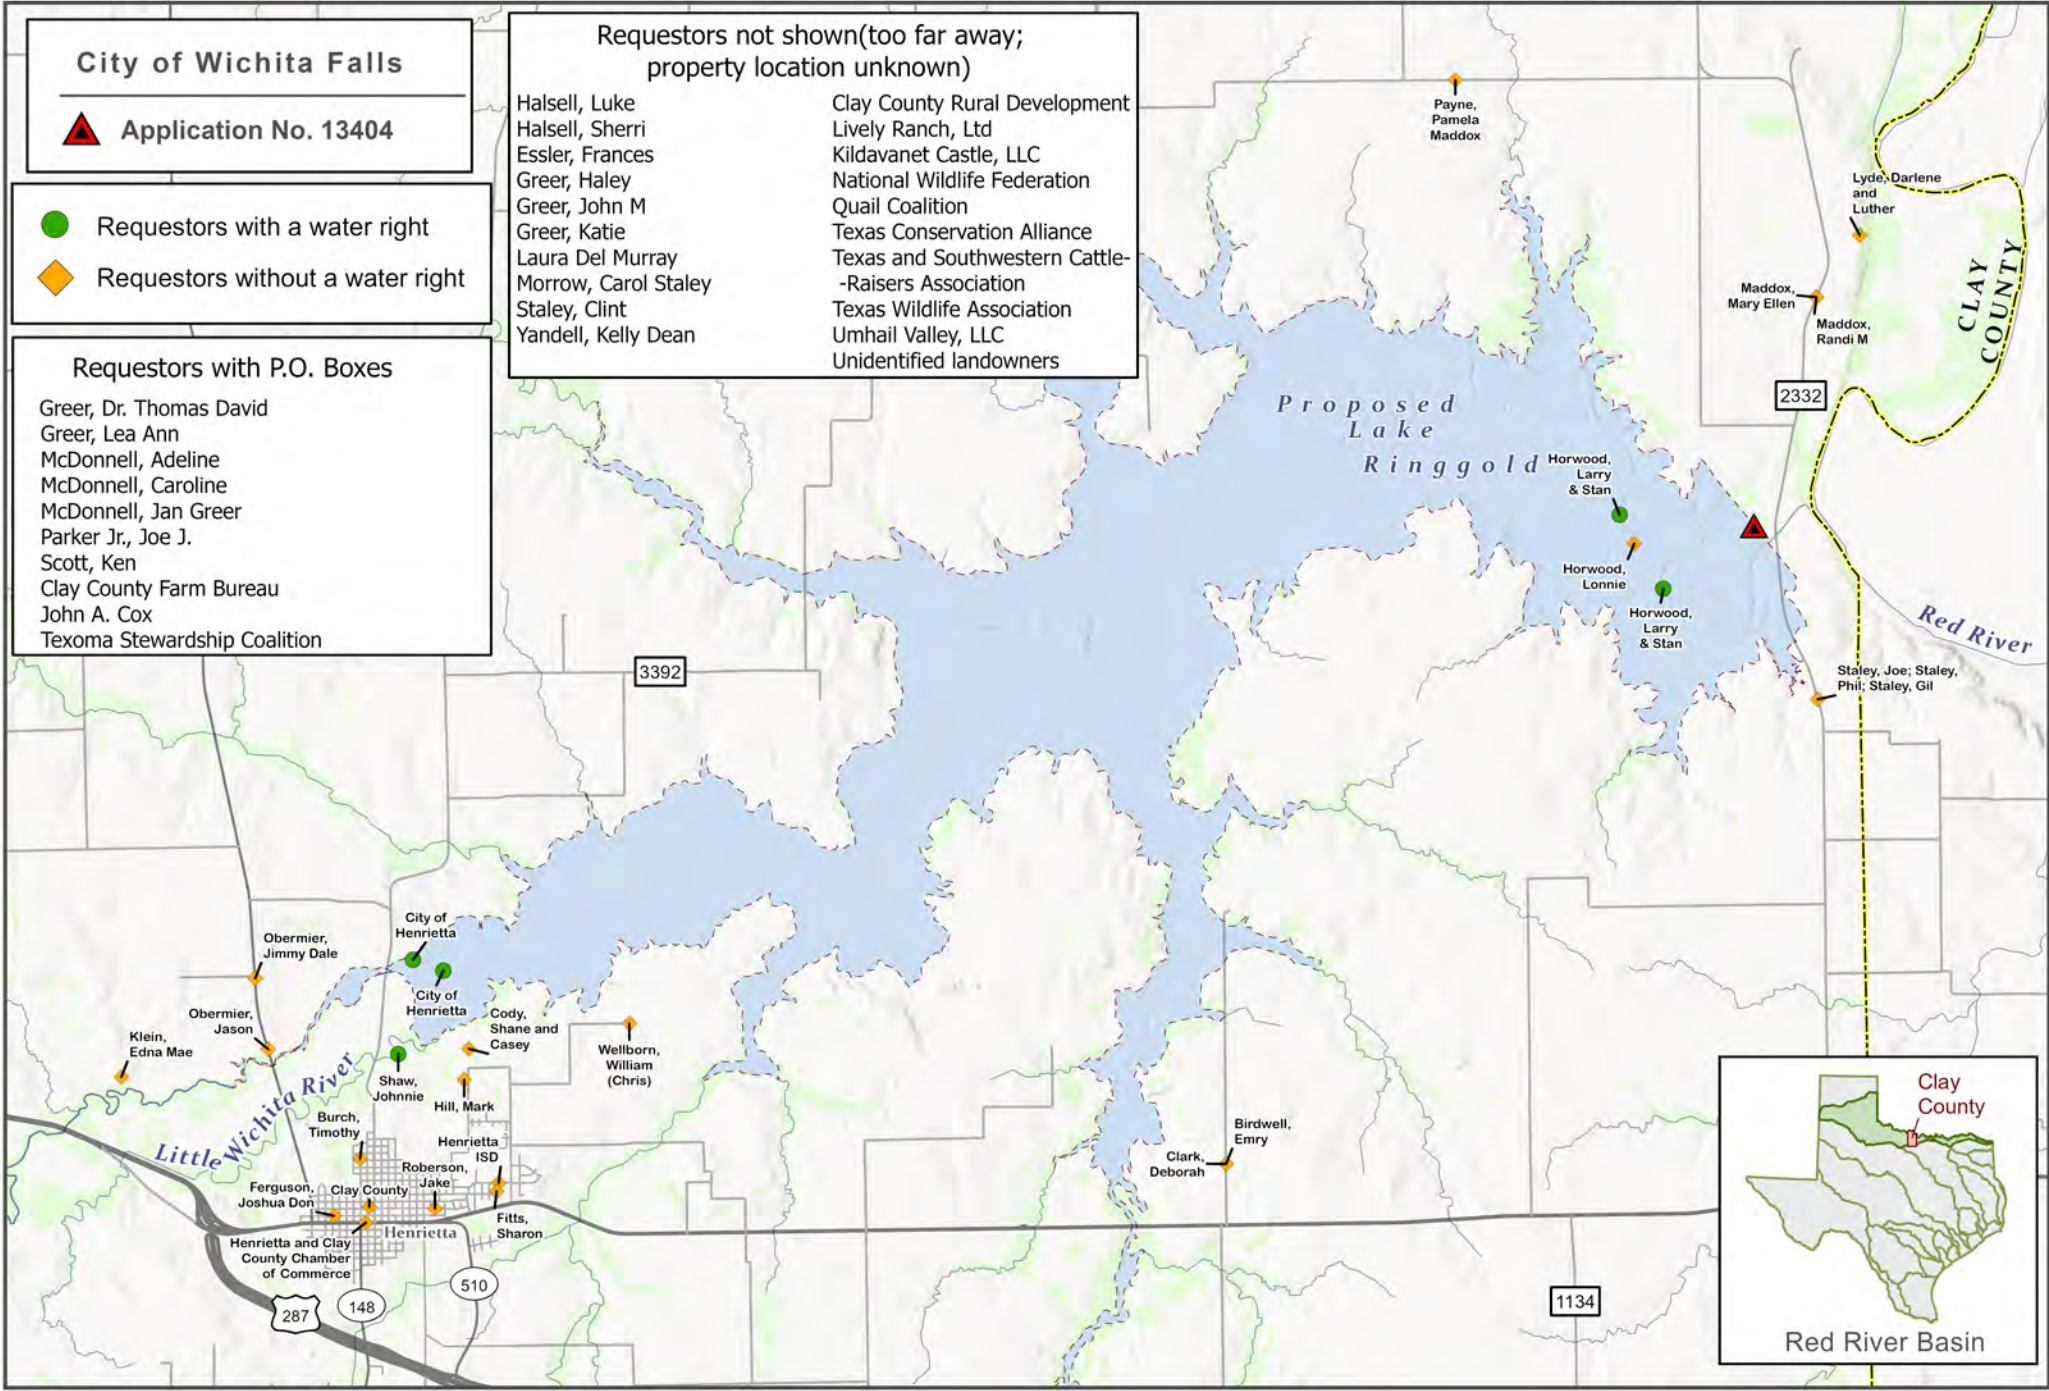 City of Wichita Falls
Application No. 13404
Requestors with a water right
Requestors without a water right
Requestors with P.O. Boxes
Greer, Dr. Thomas David
Greer, Lea Ann
McDonnell, Adeline
McDonnell, Caroline
McDonnell, Jan Greer
Parker Jr., Joe J.
Scott, Ken
Clay County Farm Bureau
John A. Cox
Texoma Stewardship Coalition
Requestors not shown(too far away;
property location unknown)
Halsell, Luke
Halsell, Sherri
Essler, Frances
Greer, Haley
Greer, John M
Greer, Katie
Laura Del Murray
Morrow, Carol Staley
Staley, Clint
Yandell, Kelly Dean
Clay County Rural Development
Lively Ranch, Ltd
Kildavanet Castle, LLC
National Wildlife Federation
Quail Coalition
Texas Conservation Alliance
Texas and Southwestern Cattle-
-Raisers Association
Texas Wildlife Association
Umhail Valley, LLC
Unidentified landowners
Payne,
Pamela
Maddox
Lyde, Darlene
and
Luther
Maddox,
Mary Ellen
Maddox,
Randi M
CLAY
COUNTY
2332
Proposed
Lake
Ringgold
Horwood,
Larry
& Stan
Horwood,
Lonnie
Horwood,
Larry
& Stan
Red River
Staley, Joe; Staley,
Phil; Staley, Gil
3392
City of
Henrietta
Obermier,
Jimmy Dale
City of
Henrietta
Obermier,
Jason
Cody,
Shane and
Casey
Klein,
Edna Mae
Wellborn,
William
(Chris)
Shaw,
Johnnie
Hill, Mark
Little Wichita River
Burch,
Timothy
Henrietta
ISD
Roberson,
Jake
Ferguson,
Joshua Don
Clay County
Fitts,
Sharon
Henrietta
Henrietta and Clay
County Chamber
of Commerce
Birdwell,
Emry
Clark,
Deborah
287
148
510
1134
Clay
County
Red River Basin